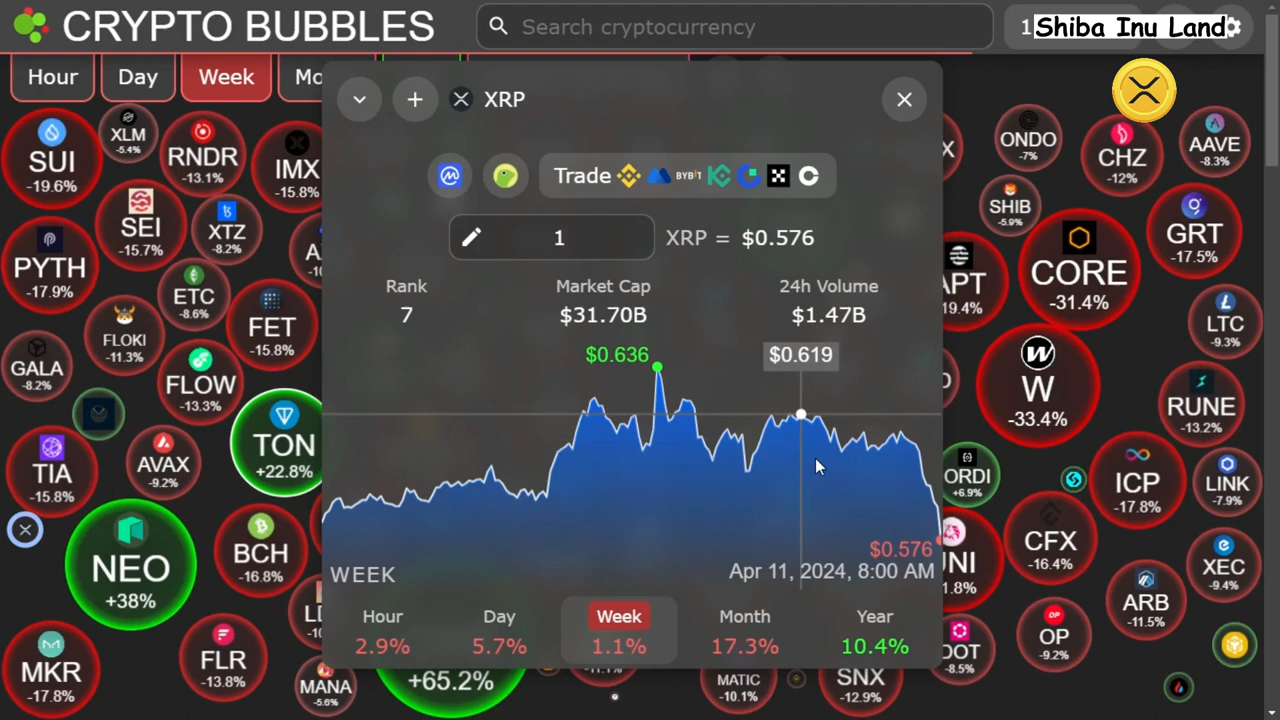 CRYPTO BUBBLES
Search cryptocurrency
1
Shiba Inu Land
Hour
Day
Week
XRP
Trade
BYBIT
1
XRP = $0.576
Rank
Market Cap
24h Volume
7
$31.70B
$1.47B
$0.636
$0.619
$0.576
WEEK
Apr 11, 2024, 8:00 AM
Hour
Day
Week
Month
Year
2.9%
5.7%
1.1%
17.3%
10.4%
SUI
-19.6%
XLM
-5.4%
RNDR
-13.1%
IMX
-15.8%
SEI
-15.7%
XTZ
-8.2%
PYTH
-17.9%
ETC
-8.6%
FLOKI
-11.3%
FET
-15.8%
GALA
-8.2%
FLOW
-13.3%
TON
+22.8%
TIA
-15.8%
AVAX
-9.2%
NEO
+38%
BCH
-16.8%
MKR
-17.8%
FLR
-13.8%
MANA
-5.6%
+65.2%
MATIC
-10.1%
SNX
-12.9%
ONDO
-7%
CHZ
-12%
AAVE
-8.3%
SHIB
-5.9%
GRT
-17.5%
CORE
-31.4%
LTC
-9.3%
W
-33.4%
RUNE
-13.2%
ORDI
+6.9%
ICP
-17.8%
LINK
-7.9%
CFX
-16.4%
XEC
-9.4%
ARB
-11.5%
OP
-9.2%
-8.5%